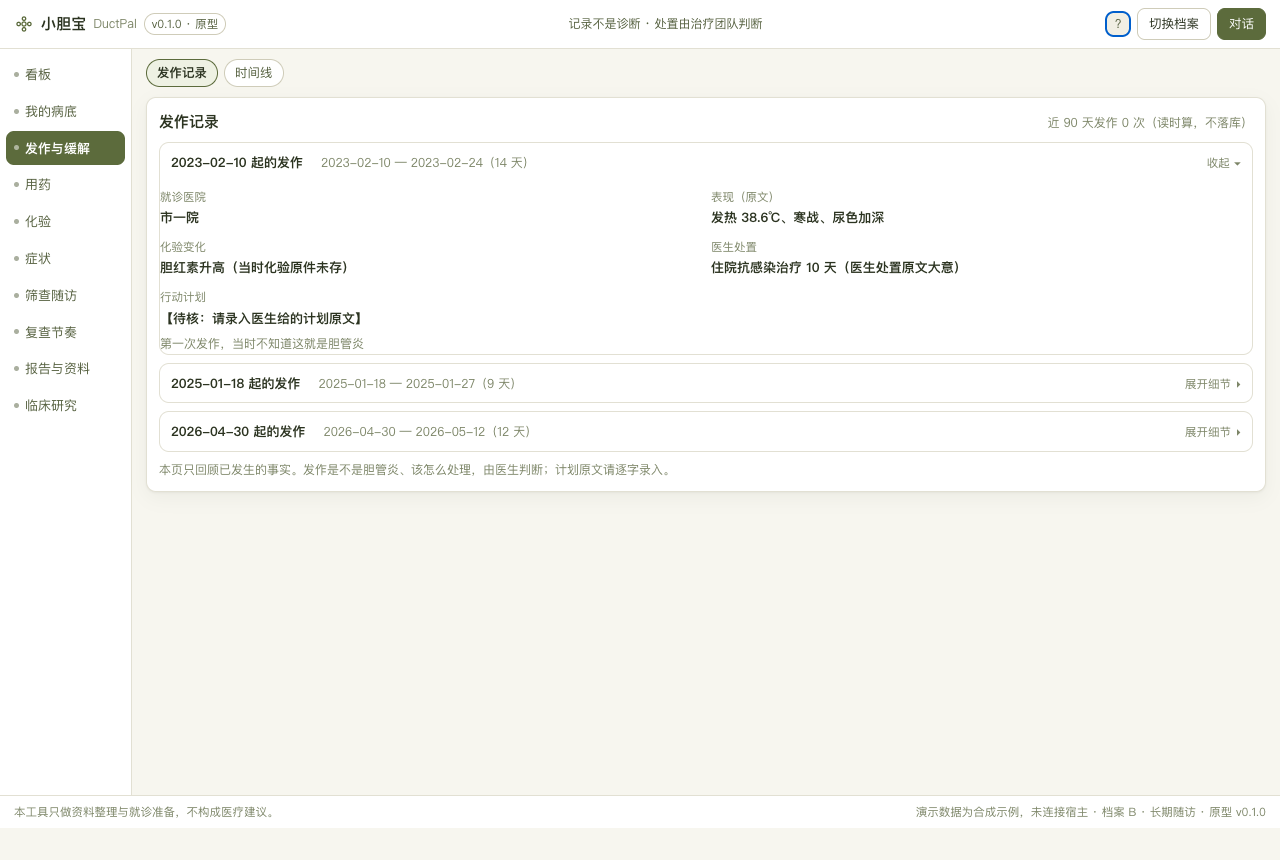 小胆宝 DuctPal v0.1.0 · 原型
记录不是诊断 · 处置由治疗团队判断
? 切换档案 对话
看板
我的病底
发作与缓解
用药
化验
症状
筛查随访
复查节奏
报告与资料
临床研究
发作记录 时间线
发作记录 近 90 天发作 0 次（读时算，不落库）
2023-02-10 起的发作 2023-02-10 — 2023-02-24（14 天） 收起
就诊医院
市一院
表现（原文）
发热 38.6℃、寒战、尿色加深
化验变化
胆红素升高（当时化验原件未存）
医生处置
住院抗感染治疗 10 天（医生处置原文大意）
行动计划
【待核：请录入医生给的计划原文】
第一次发作，当时不知道这就是胆管炎
2025-01-18 起的发作 2025-01-18 — 2025-01-27（9 天） 展开细节
2026-04-30 起的发作 2026-04-30 — 2026-05-12（12 天） 展开细节
本页只回顾已发生的事实。发作是不是胆管炎、该怎么处理，由医生判断；计划原文请逐字录入。
本工具只做资料整理与就诊准备，不构成医疗建议。
演示数据为合成示例，未连接宿主 · 档案 B · 长期随访 · 原型 v0.1.0